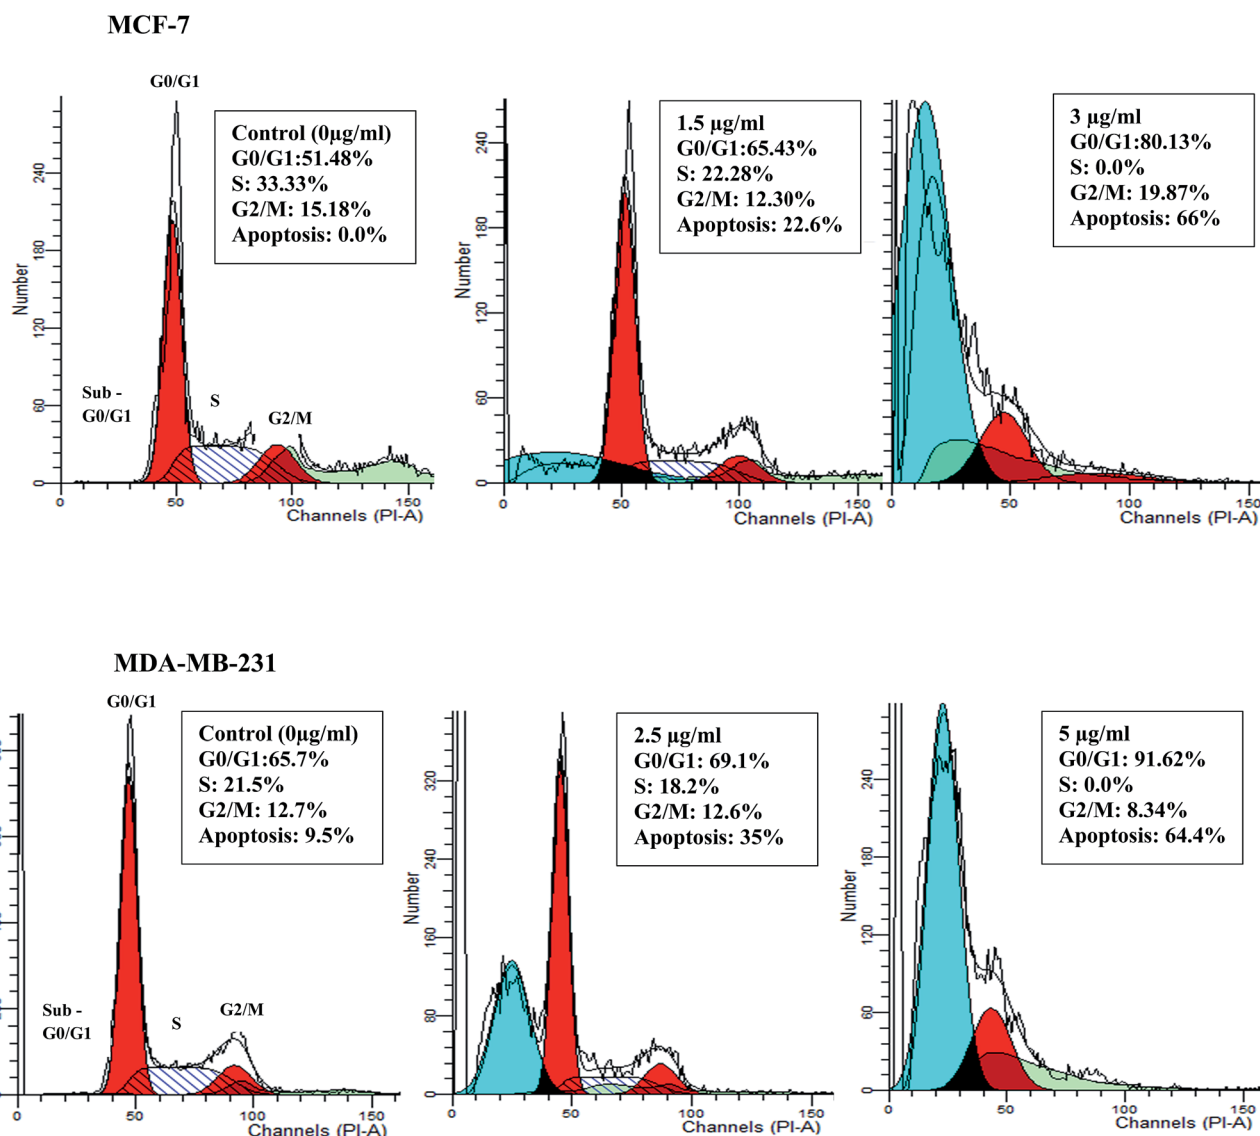 MCF-7
G0/G1
Control (0µg/ml)
G0/G1:51.48%
S: 33.33%
G2/M: 15.18%
Apoptosis: 0.0%
240
180
120
60
0
Number
Sub -
G0/G1
S
G2/M
0
50
100
150
Channels (PI-A)
1.5 µg/ml
G0/G1:65.43%
S: 22.28%
G2/M: 12.30%
Apoptosis: 22.6%
240
180
120
60
0
Number
0
50
100
Channels (PI-A)
3 µg/ml
G0/G1:80.13%
S: 0.0%
G2/M: 19.87%
Apoptosis: 66%
0
50
100
150
Channels (PI-A)
MDA-MB-231
G0/G1
Control (0µg/ml)
G0/G1:65.7%
S: 21.5%
G2/M: 12.7%
Apoptosis: 9.5%
Sub -
G0/G1
S
G2/M
0
50
100
150
Channels (PI-A)
2.5 µg/ml
G0/G1: 69.1%
S: 18.2%
G2/M: 12.6%
Apoptosis: 35%
320
240
160
80
0
Number
0
50
100
150
Channels (PI-A)
5 µg/ml
G0/G1: 91.62%
S: 0.0%
G2/M: 8.34%
Apoptosis: 64.4%
240
180
120
60
0
Number
0
50
100
150
Channels (PI-A)